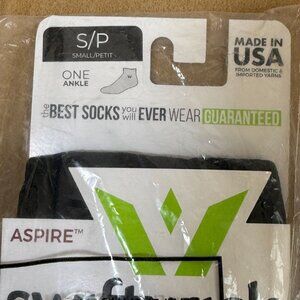 S/P
SMALL/PETIT
ONE
ANKLE
MADE IN
USA
FROM DOMESTIC &
IMPORTED YARNS
the BEST SOCKS you will EVER WEAR GUARANTEED
ASPIRE™